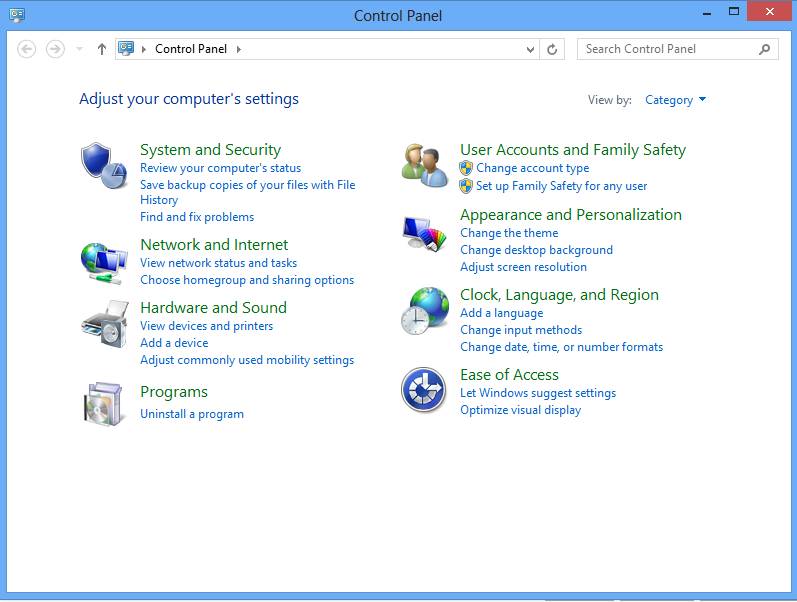 Control Panel
Control Panel
Search Control Panel
Adjust your computer's settings
View by: Category
System and Security
Review your computer's status
Save backup copies of your files with File
History
Find and fix problems
Network and Internet
View network status and tasks
Choose homegroup and sharing options
Hardware and Sound
View devices and printers
Add a device
Adjust commonly used mobility settings
Programs
Uninstall a program
User Accounts and Family Safety
Change account type
Set up Family Safety for any user
Appearance and Personalization
Change the theme
Change desktop background
Adjust screen resolution
Clock, Language, and Region
Add a language
Change input methods
Change date, time, or number formats
Ease of Access
Let Windows suggest settings
Optimize visual display